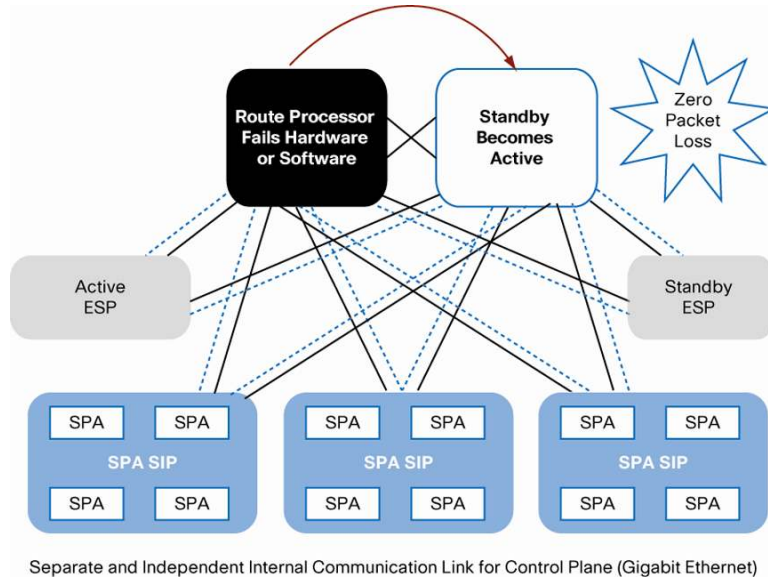 Route Processor
Fails Hardware
or Software
Standby
Becomes
Active
Zero
Packet
Loss
Active
ESP
Standby
ESP
SPA SPA
SPA SIP
SPA SPA
SPA SPA
SPA SIP
SPA SPA
SPA SPA
SPA SIP
SPA SPA
Separate and Independent Internal Communication Link for Control Plane (Gigabit Ethernet)